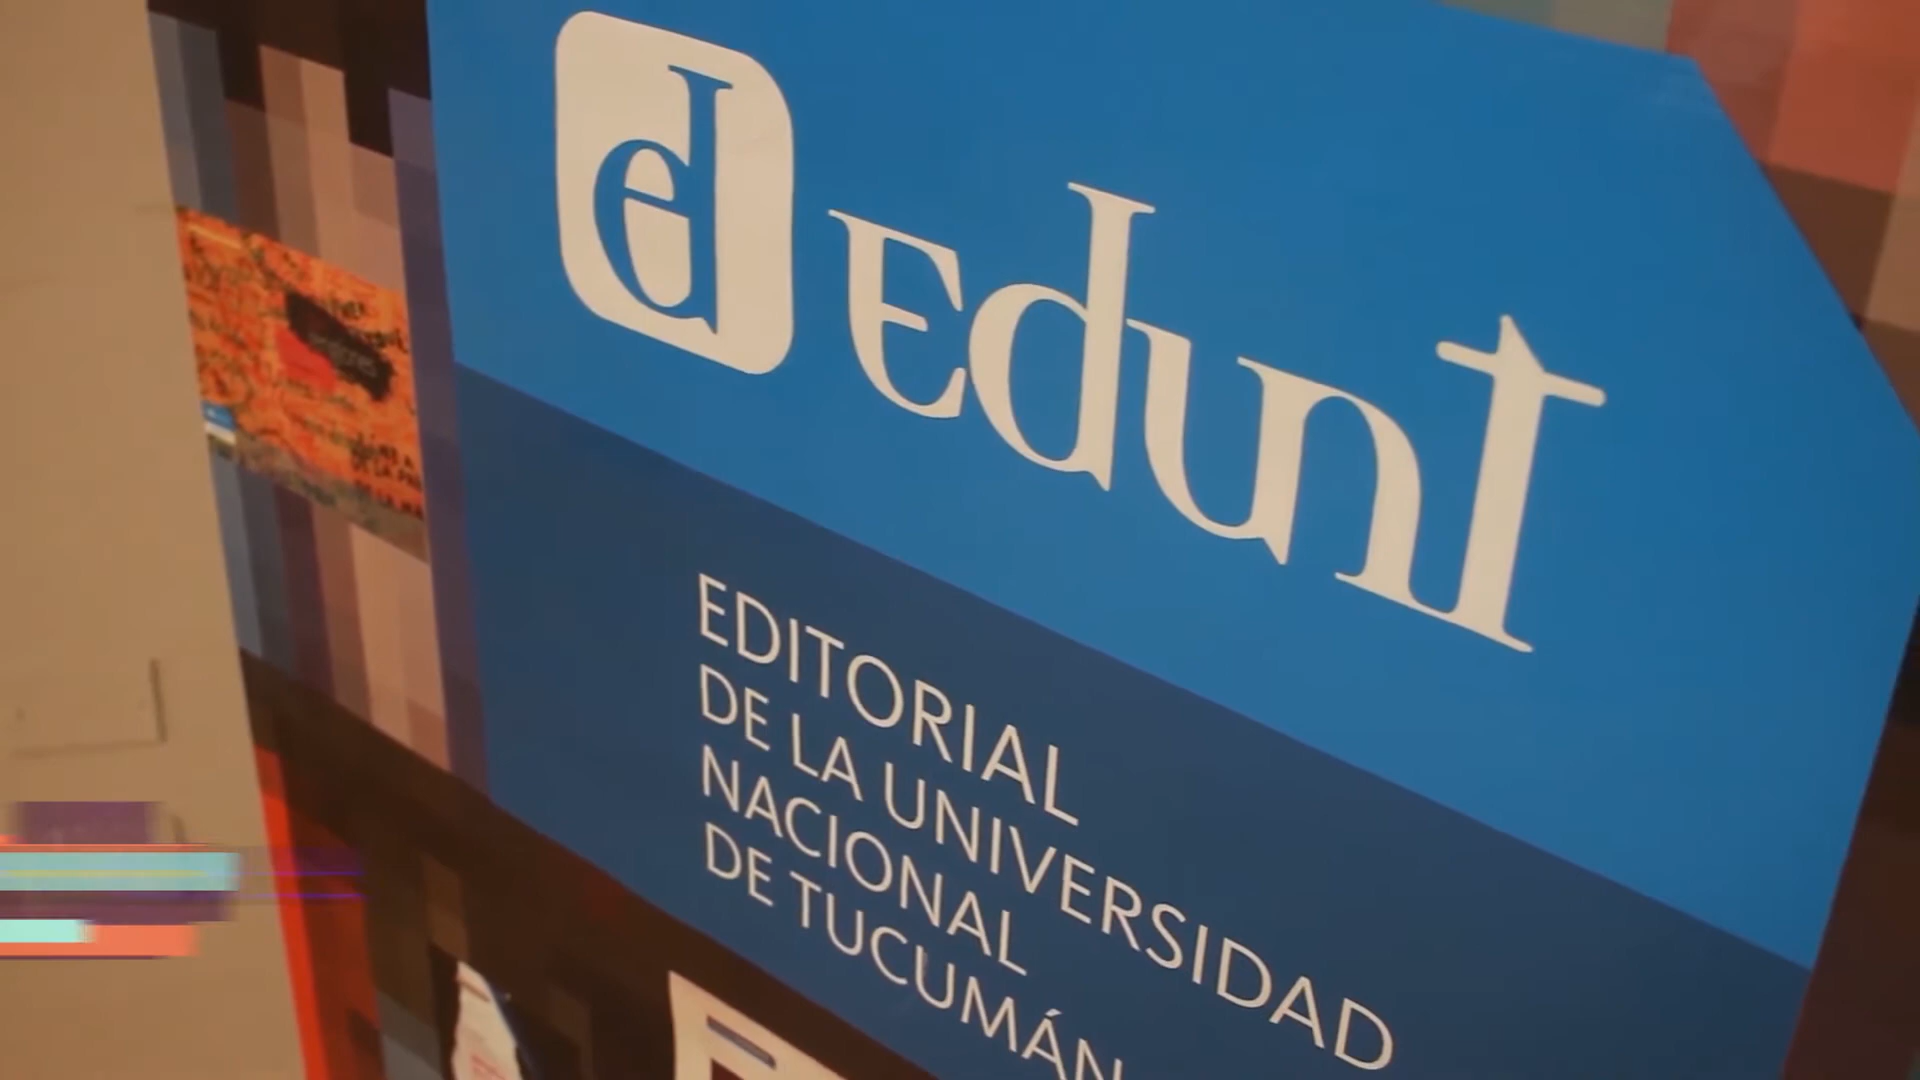 ed
edunt
EDITORIAL
DE LA UNIVERSIDAD
NACIONAL
DE TUCUMÁN